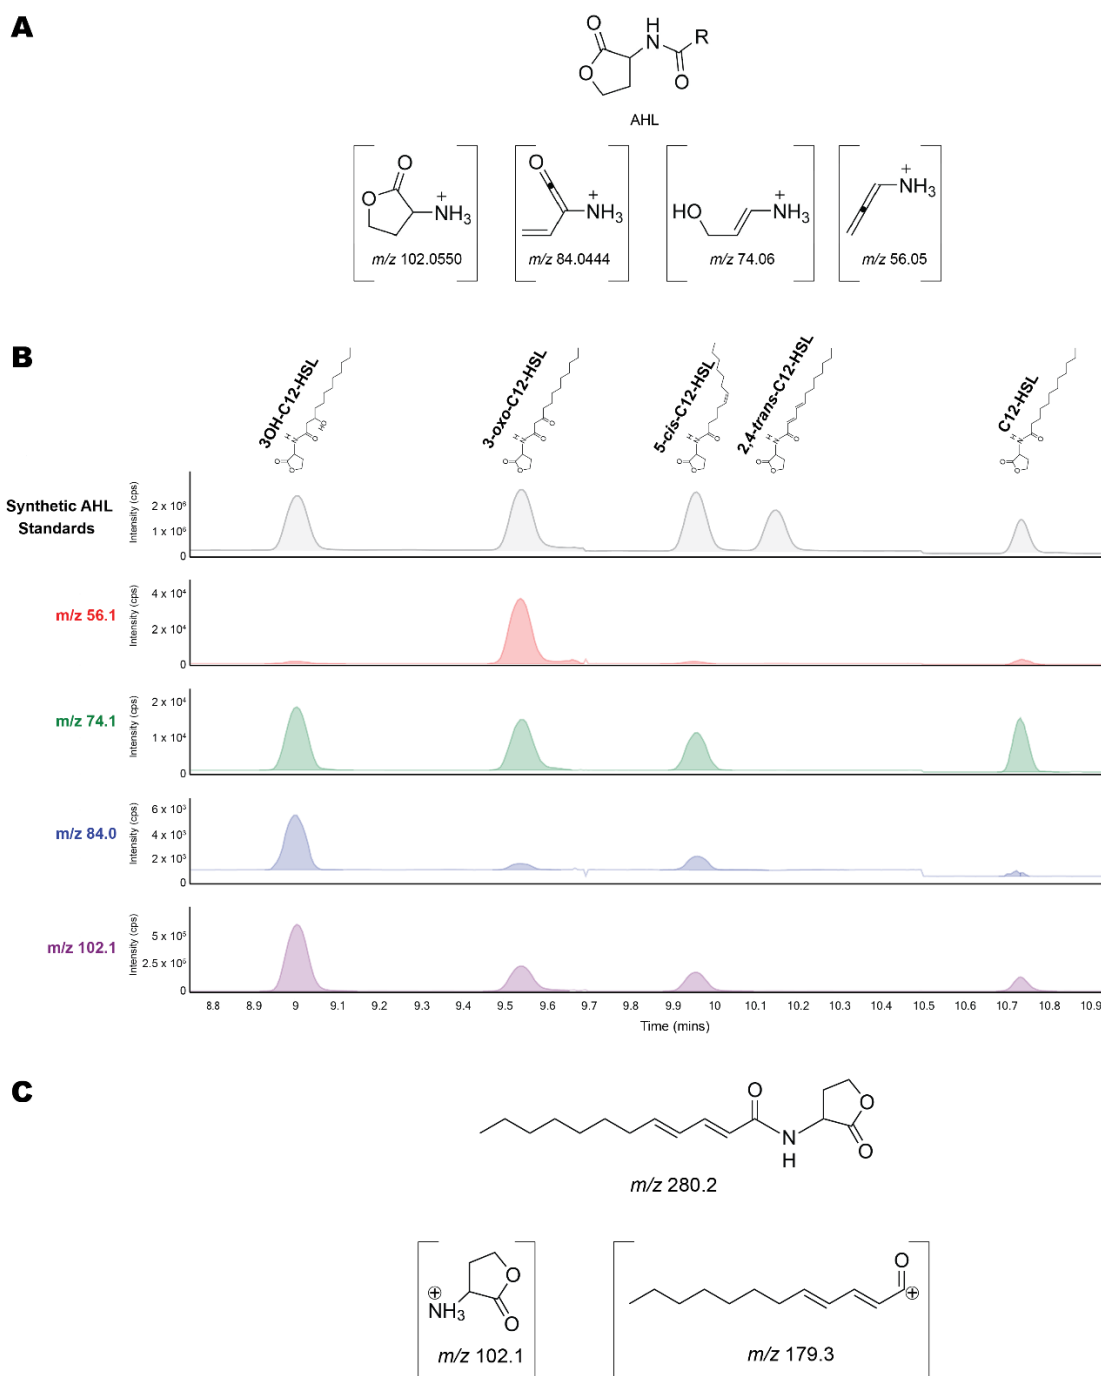 A
O
H
N
R
O
O
AHL
O
O
+
NH3
m/z 102.0550
O
+
NH3
m/z 84.0444
HO
+
NH3
m/z 74.06
+
NH3
m/z 56.05
B
3OH-C12-HSL
3-oxo-C12-HSL
5-cis-C12-HSL
2,4-trans-C12-HSL
C12-HSL
HO
O
H
N
O
O
O
O
H
N
O
O
O
H
N
O
O
O
H
N
O
O
O
H
N
O
O
Synthetic AHL
Standards
Intensity (cps)
2 x 10⁶
1 x 10⁶
0
m/z 56.1
Intensity (cps)
4 x 10⁴
2 x 10⁴
0
m/z 74.1
Intensity (cps)
2 x 10⁴
1 x 10⁴
0
m/z 84.0
Intensity (cps)
6 x 10³
4 x 10³
2 x 10³
0
m/z 102.1
Intensity (cps)
5 x 10⁵
2.5 x 10⁵
0
8.8 8.9 9 9.1 9.2 9.3 9.4 9.5 9.6 9.7 9.8 9.9 10 10.1 10.2 10.3 10.4 10.5 10.6 10.7 10.8 10.9
Time (mins)
C
O
O
N
H
O
m/z 280.2
⊕
NH3
O
O
m/z 102.1
O
⊕
m/z 179.3